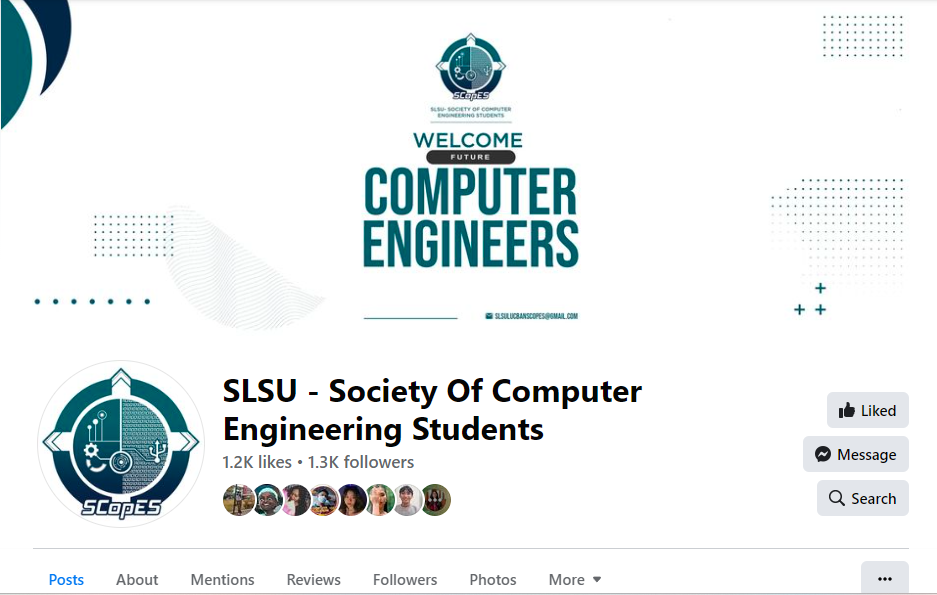 SCopES
SLSU- SOCIETY OF COMPUTER
ENGINEERING STUDENTS
WELCOME
FUTURE
COMPUTER
ENGINEERS
SLSULUCBANSCOPES@GMAIL.COM
SCopES
SLSU - Society Of Computer
Engineering Students
1.2K likes • 1.3K followers
Liked
Message
Search
Posts About Mentions Reviews Followers Photos More